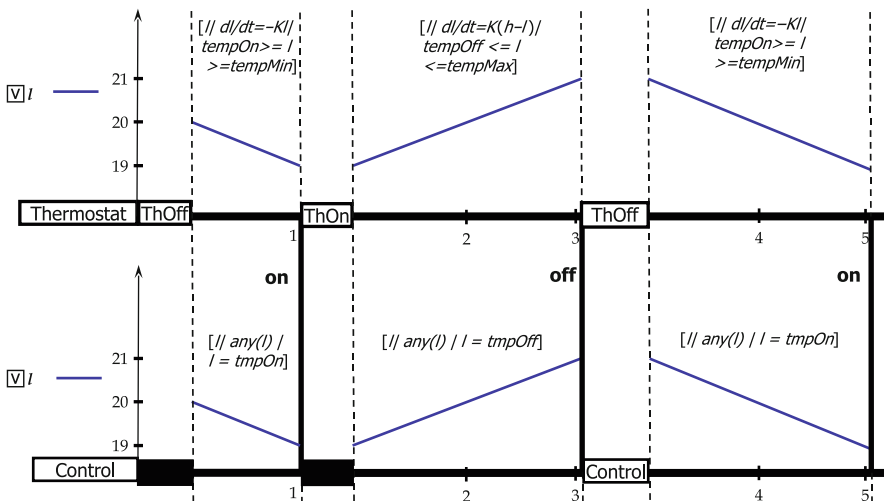 [l| dl/dt=–Kl|
tempOn>= l
>=tempMin]
[l| dl/dt=K(h–l)|
tempOff <= l
<=tempMax]
[l| dl/dt=–Kl|
tempOn>= l
>=tempMin]
21
20
19
V l
Thermostat
ThOff
ThOn
ThOff
1
2
3
4
5
on
off
on
[l| any(l) |
l = tmpOn]
[l| any(l) | l = tmpOff]
[l| any(l) | l = tmpOn]
21
20
19
V l
Control
Control
1
2
3
4
5